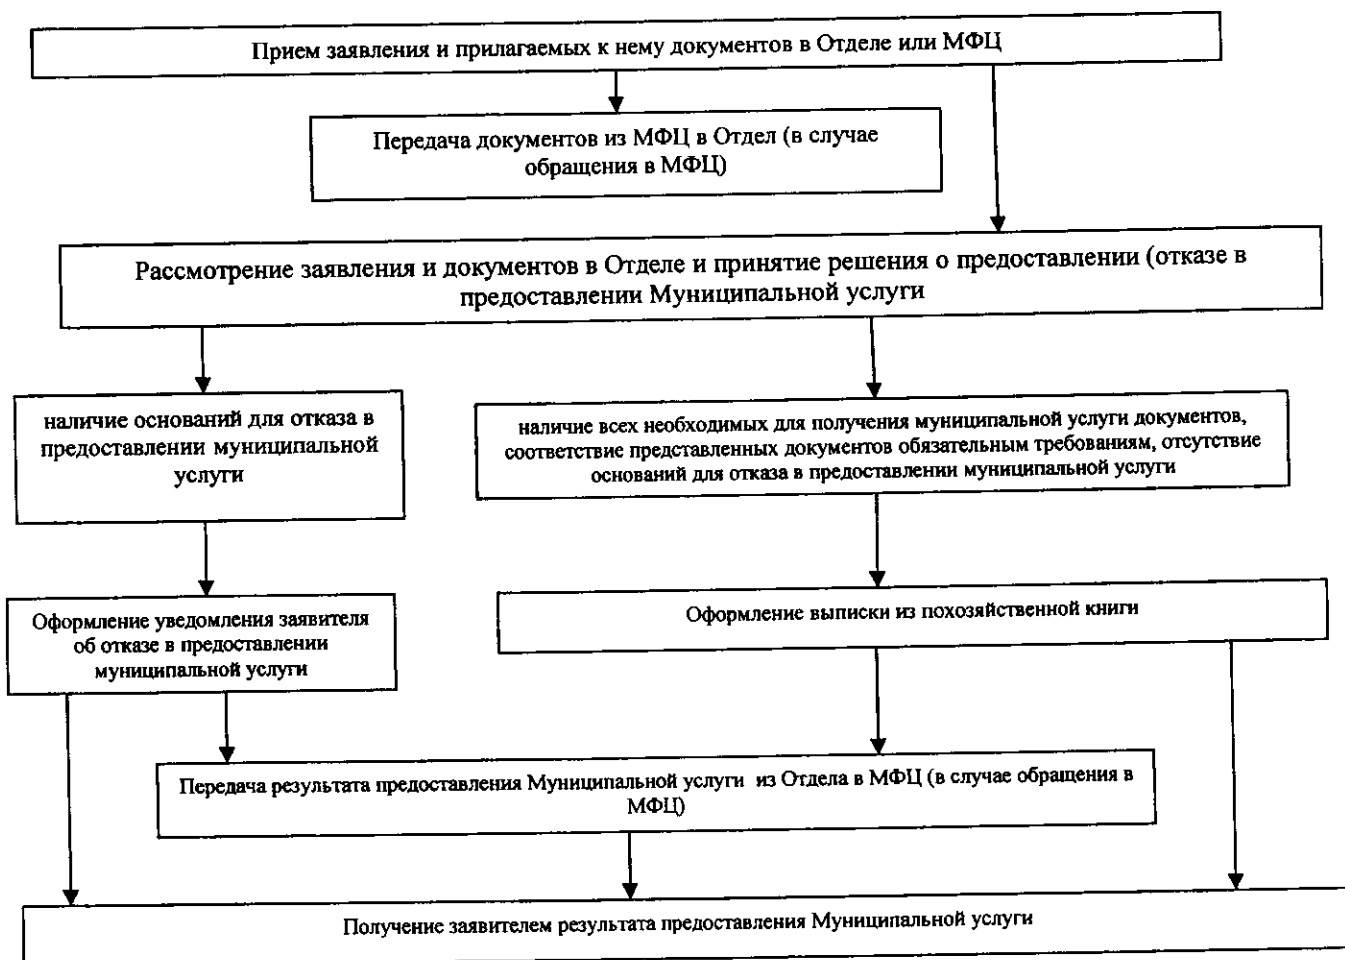 Прием заявления и прилагаемых к нему документов в Отделе или МФЦ
Передача документов из МФЦ в Отдел (в случае
обращения в МФЦ)
Рассмотрение заявления и документов в Отделе и принятие решения о предоставлении (отказе в
предоставлении Муниципальной услуги
наличие оснований для отказа в
предоставлении муниципальной
услуги
наличие всех необходимых для получения муниципальной услуги документов,
соответствие представленных документов обязательным требованиям, отсутствие
оснований для отказа в предоставлении муниципальной услуги
Оформление уведомления заявителя
об отказе в предоставлении
муниципальной услуги
Оформление выписки из похозяйственной книги
Передача результата предоставления Муниципальной услуги из Отдела в МФЦ (в случае обращения в
МФЦ)
Получение заявителем результата предоставления Муниципальной услуги